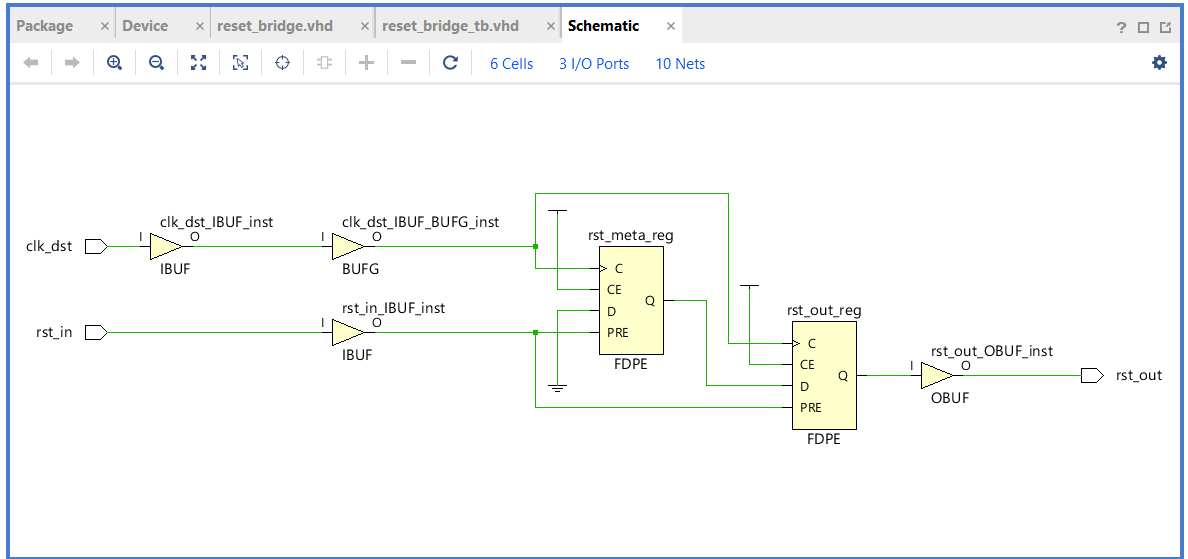 Package × Device × reset_bridge.vhd × reset_bridge_tb.vhd × Schematic × ?
6 Cells 3 I/O Ports 10 Nets
clk_dst_IBUF_inst clk_dst_IBUF_BUFG_inst
clk_dst I O I O
IBUF BUFG
rst_meta_reg
C
CE
D
PRE
Q
FDPE
rst_in_IBUF_inst
rst_in I O
IBUF
rst_out_reg
C
CE
D
PRE
Q
FDPE
rst_out_OBUF_inst
I O rst_out
OBUF